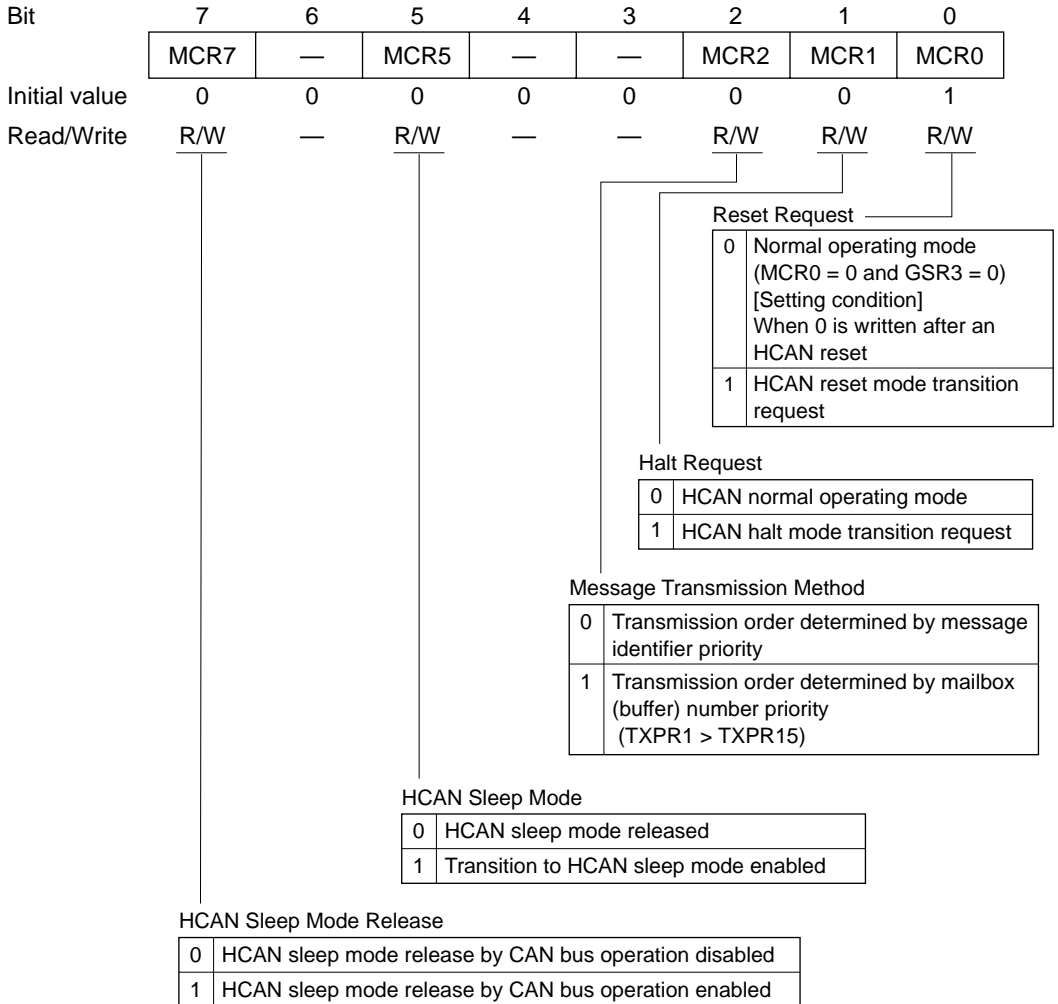 Bit 7 6 5 4 3 2 1 0
MCR7 — MCR5 — — MCR2 MCR1 MCR0
Initial value 0 0 0 0 0 0 0 1
Read/Write R/W — R/W — — R/W R/W R/W
Reset Request
0 Normal operating mode
(MCR0 = 0 and GSR3 = 0)
[Setting condition]
When 0 is written after an
HCAN reset
1 HCAN reset mode transition
request
Halt Request
0 HCAN normal operating mode
1 HCAN halt mode transition request
Message Transmission Method
0 Transmission order determined by message
identifier priority
1 Transmission order determined by mailbox
(buffer) number priority
(TXPR1 > TXPR15)
HCAN Sleep Mode
0 HCAN sleep mode released
1 Transition to HCAN sleep mode enabled
HCAN Sleep Mode Release
0 HCAN sleep mode release by CAN bus operation disabled
1 HCAN sleep mode release by CAN bus operation enabled